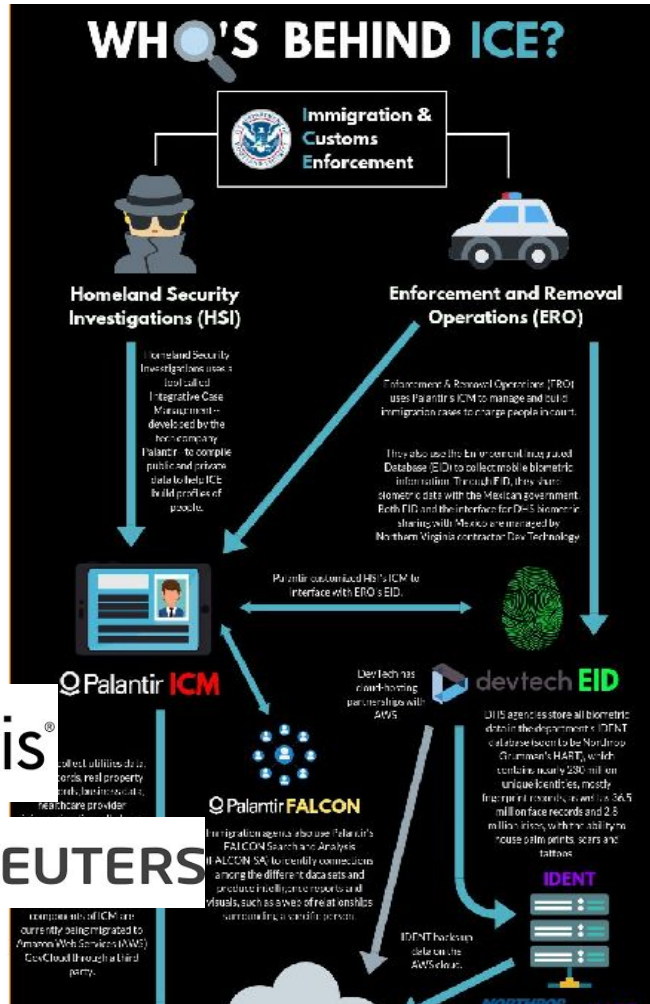 WHO'S BEHIND ICE?
Immigration &
Customs
Enforcement
Homeland Security
Investigations (HSI)
Enforcement and Removal
Operations (ERO)
Homeland Security
Investigations uses a
tool called
Integrative Case
Management--
developed by the
tech company
Palantir--to compile
public and private
data to help ICE
build profiles of
people.
Enforcement & Removal Operations (ERO)
uses Palantir's ICM to manage and build
immigration cases to charge people in court.
They also use the Enforcement Integrated
Database (EID) to collect mobile biometric
information. Through EID, they share
biometric data with the Mexican government.
Both EID and the interface for DHS biometric
sharing with Mexico are managed by
Northern Virginia contractor Dev Technology
Palantir customized HSI's ICM to
interface with ERO's EID.
Palantir ICM
DevTech has
cloud-hosting
partnerships with
AWS
devtech EID
is®
collect utilities data,
real property
business data,
healthcare provider
EUTERS
components of ICM are
currently being migrated to
Amazon Web Services (AWS)
GovCloud through a third
party.
Palantir FALCON
Immigration agents also use Palantir's
FALCON Search and Analysis
(FALCON-SA) to identify connections
among the different data sets and
produce intelligence reports and
visuals, such as a web of relationships
surrounding a specific person.
DHS agencies store all biometric
data in the department's IDENT
database (soon to be Northrop
Grumman's HART), which
contains nearly 230 million
unique identities, mostly
fingerprint records, as well as 36.5
million face records and 2.8
million irises, with the ability to
house palm prints, scars and
tattoos.
IDENT
IDENT backs up
data on the
AWS cloud.
NORTHROP